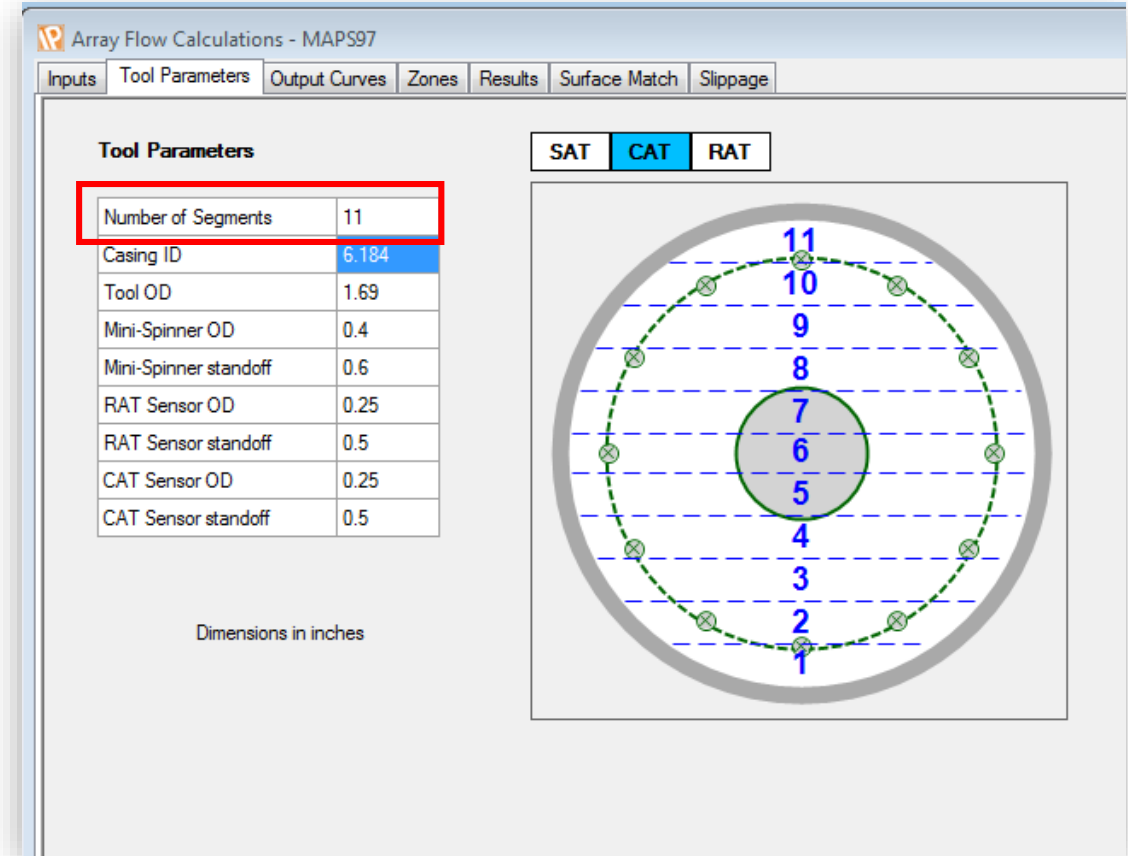 Array Flow Calculations - MAPS97
Inputs Tool Parameters Output Curves Zones Results Surface Match Slippage
Tool Parameters
Number of Segments 11
Casing ID 6.184
Tool OD 1.69
Mini-Spinner OD 0.4
Mini-Spinner standoff 0.6
RAT Sensor OD 0.25
RAT Sensor standoff 0.5
CAT Sensor OD 0.25
CAT Sensor standoff 0.5
Dimensions in inches
SAT CAT RAT
11
10
9
8
7
6
5
4
3
2
1